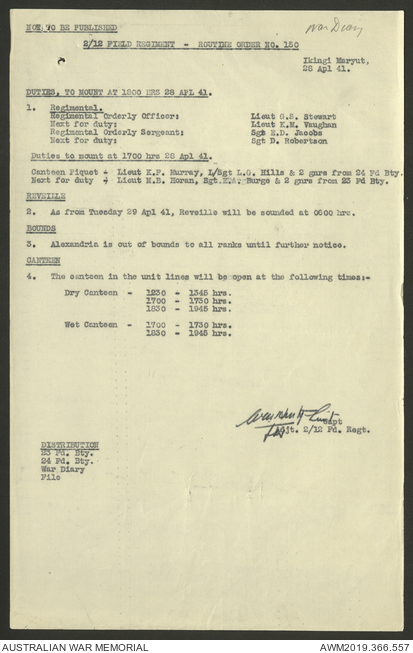 NOT TO BE PUBLISHED
War Diary
2/12 FIELD REGIMENT - ROUTINE ORDER NO. 150
Ikingi Maryut,
28 Apl 41.
DUTIES, TO MOUNT AT 1800 HRS 28 APL 41.
1. Regimental.
Regimental Orderly Officer: Lieut G.S. Stewart
Next for duty: Lieut K.M. Vaughan
Regimental Orderly Sergeant: Sgt E.D. Jacobs
Next for duty: Sgt D. Robertson
Duties to mount at 1700 hrs 28 Apl 41.
Canteen Piquet - Lieut K.F. Murray, L/Sgt L.G. Hills & 2 gnrs from 24 Fd Bty.
Next for duty - Lieut M.B. Horan, Sgt. Burge & 2 gnrs from 23 Fd Bty.
REVEILLE
2. As from Tuesday 29 Apl 41, Reveille will be sounded at 0600 hrs.
BOUNDS
3. Alexandria is out of bounds to all ranks until further notice.
CANTEEN
4. The canteen in the unit lines will be open at the following times:-
Dry Canteen - 1230 - 1345 hrs.
1700 - 1730 hrs.
1830 - 1945 hrs.
Wet Canteen - 1700 - 1730 hrs.
1830 - 1945 hrs.
Capt
Adjt. 2/12 Fd. Regt.
DISTRIBUTION
23 Fd. Bty.
24 Fd. Bty.
War Diary
File
AUSTRALIAN WAR MEMORIAL AWM2019.366.557